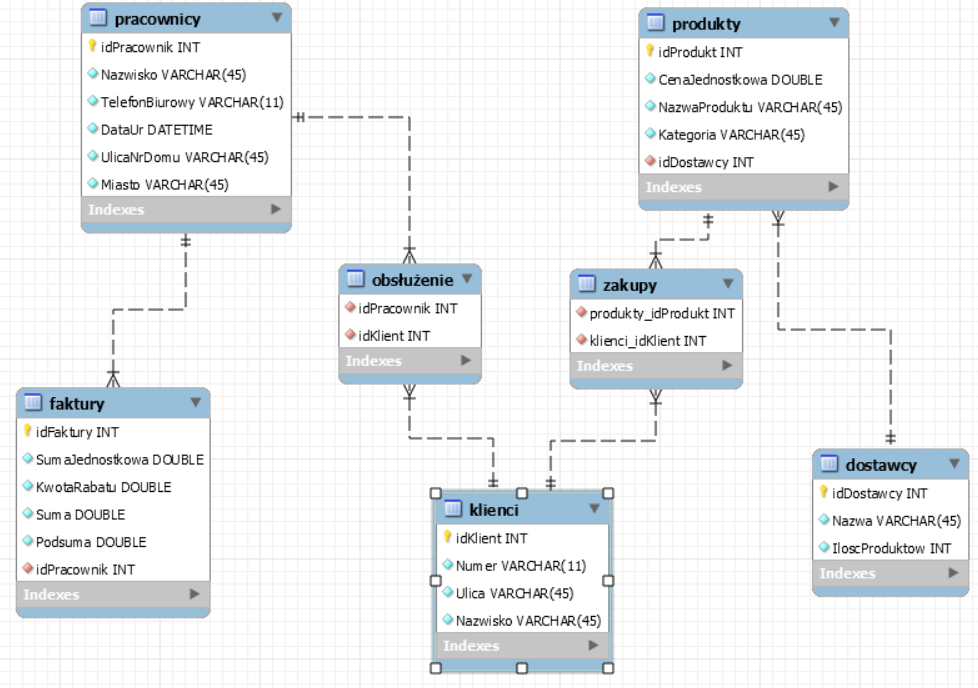 pracownicy
idPracownik INT
Nazwisko VARCHAR(45)
TelefonBiurowy VARCHAR(11)
DataUr DATETIME
UlicaNrDomu VARCHAR(45)
Miasto VARCHAR(45)
Indexes
produkty
idProdukt INT
CenaJednostkowa DOUBLE
NazwaProduktu VARCHAR(45)
Kategoria VARCHAR(45)
idDostawcy INT
Indexes
obsłużenie
idPracownik INT
idKlient INT
Indexes
zakupy
produkty_idProdukt INT
klienci_idKlient INT
Indexes
faktury
idFaktury INT
SumaJednostkowa DOUBLE
KwotaRabatu DOUBLE
Suma DOUBLE
Podsuma DOUBLE
idPracownik INT
Indexes
klienci
idKlient INT
Numer VARCHAR(11)
Ulica VARCHAR(45)
Nazwisko VARCHAR(45)
Indexes
dostawcy
idDostawcy INT
Nazwa VARCHAR(45)
IloscProduktow INT
Indexes